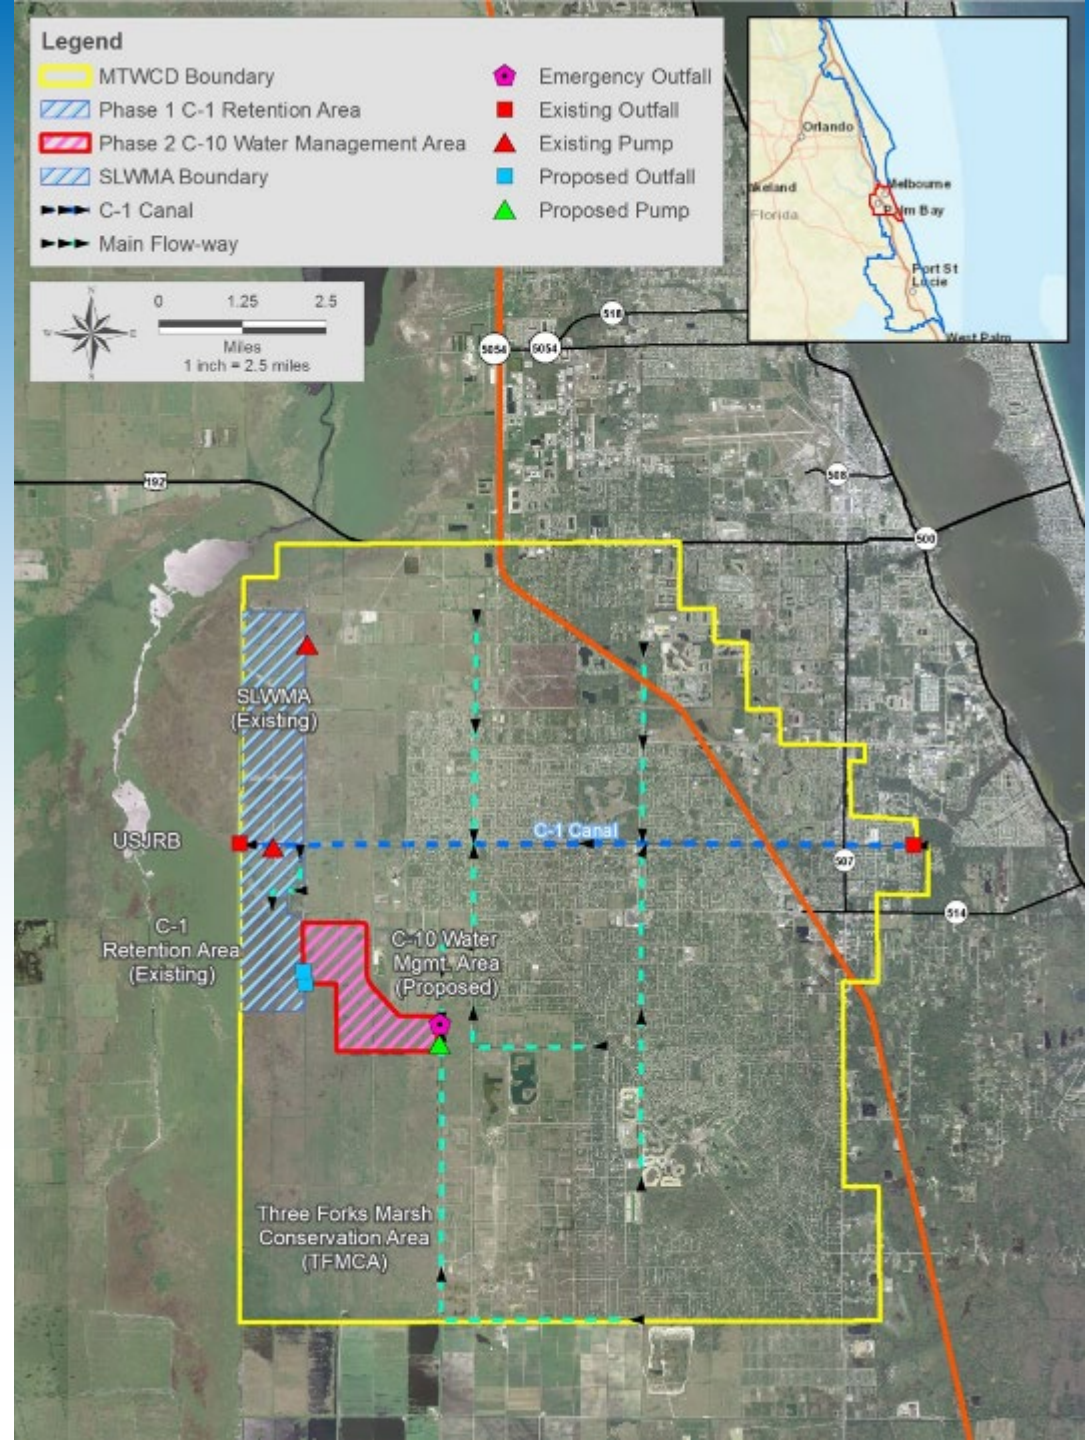 Legend
MTWCD Boundary
Phase 1 C-1 Retention Area
Phase 2 C-10 Water Management Area
SLWMA Boundary
C-1 Canal
Main Flow-way
Emergency Outfall
Existing Outfall
Existing Pump
Proposed Outfall
Proposed Pump
Orlando
akeland
Florida
Melbourne
Palm Bay
Port St
Lucie
West Palm
N
W E
S
0 1.25 2.5
Miles
1 inch = 2.5 miles
518
5054 5054
192
508
500
SLWMA
(Existing)
C-1 Canal
USJRB
507
514
C-1
Retention Area
(Existing)
C-10 Water
Mgmt. Area
(Proposed)
Three Forks Marsh
Conservation Area
(TFMCA)